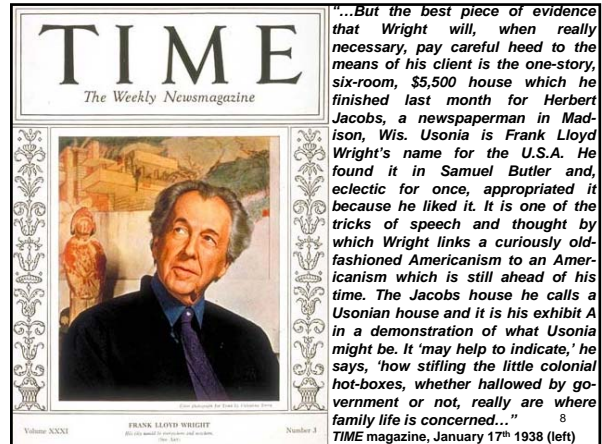 TIME
The Weekly Newsmagazine
Volume XXXI
FRANK LLOYD WRIGHT
Number 3
“…But the best piece of evidence
that Wright will, when really
necessary, pay careful heed to the
means of his client is the one-story,
six-room, $5,500 house which he
finished last month for Herbert
Jacobs, a newspaperman in Mad-
ison, Wis. Usonia is Frank Lloyd
Wright’s name for the U.S.A. He
found it in Samuel Butler and,
eclectic for once, appropriated it
because he liked it. It is one of the
tricks of speech and thought by
which Wright links a curiously old-
fashioned Americanism to an Amer-
icanism which is still ahead of his
time. The Jacobs house he calls a
Usonian house and it is his exhibit A
in a demonstration of what Usonia
might be. It ‘may help to indicate,’ he
says, ‘how stifling the little colonial
hot-boxes, whether hallowed by go-
vernment or not, really are where
family life is concerned…”
8
TIME magazine, January 17th 1938 (left)